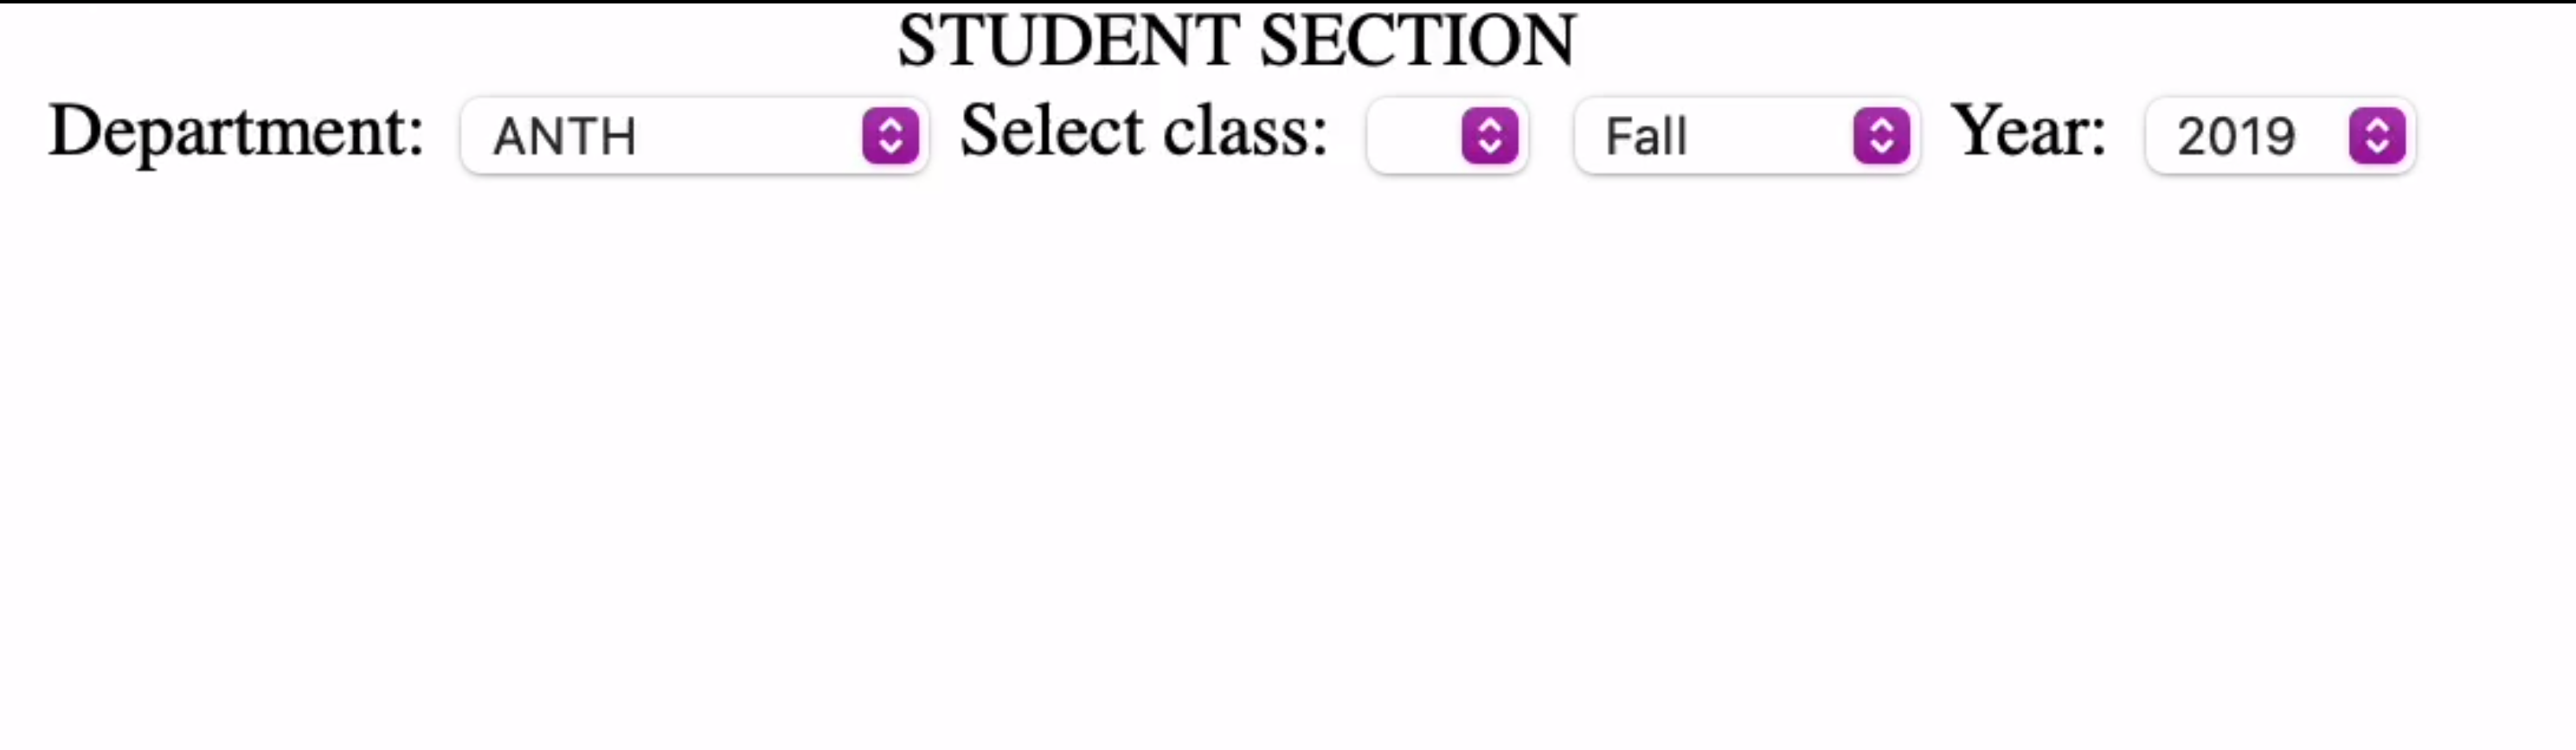 STUDENT SECTION
Department: ANTH Select class: Fall Year: 2019